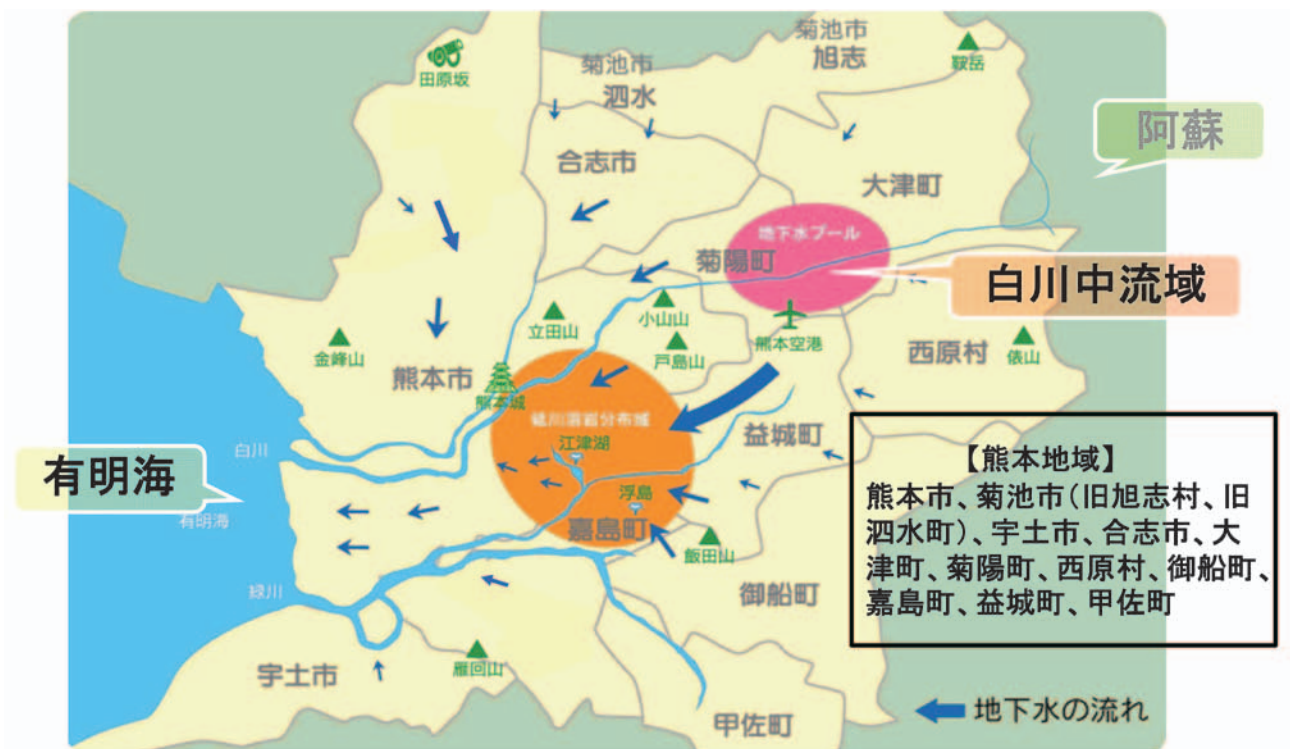 菊池市
旭志
菊池市
泗水
鞍岳
田原坂
阿蘇
合志市
大津町
地下水プール
菊陽町
白川中流域
小山山
立田山
戸島山
熊本空港
金峰山
西原村
俵山
熊本市
熊本城
砥川溶岩分布域
江津湖
益城町
白川
有明海
有明海
浮島
嘉島町
飯田山
【熊本地域】
熊本市、菊池市(旧旭志村、旧
泗水町)、宇土市、合志市、大
津町、菊陽町、西原村、御船町、
嘉島町、益城町、甲佐町
緑川
御船町
雁回山
宇土市
甲佐町
地下水の流れ